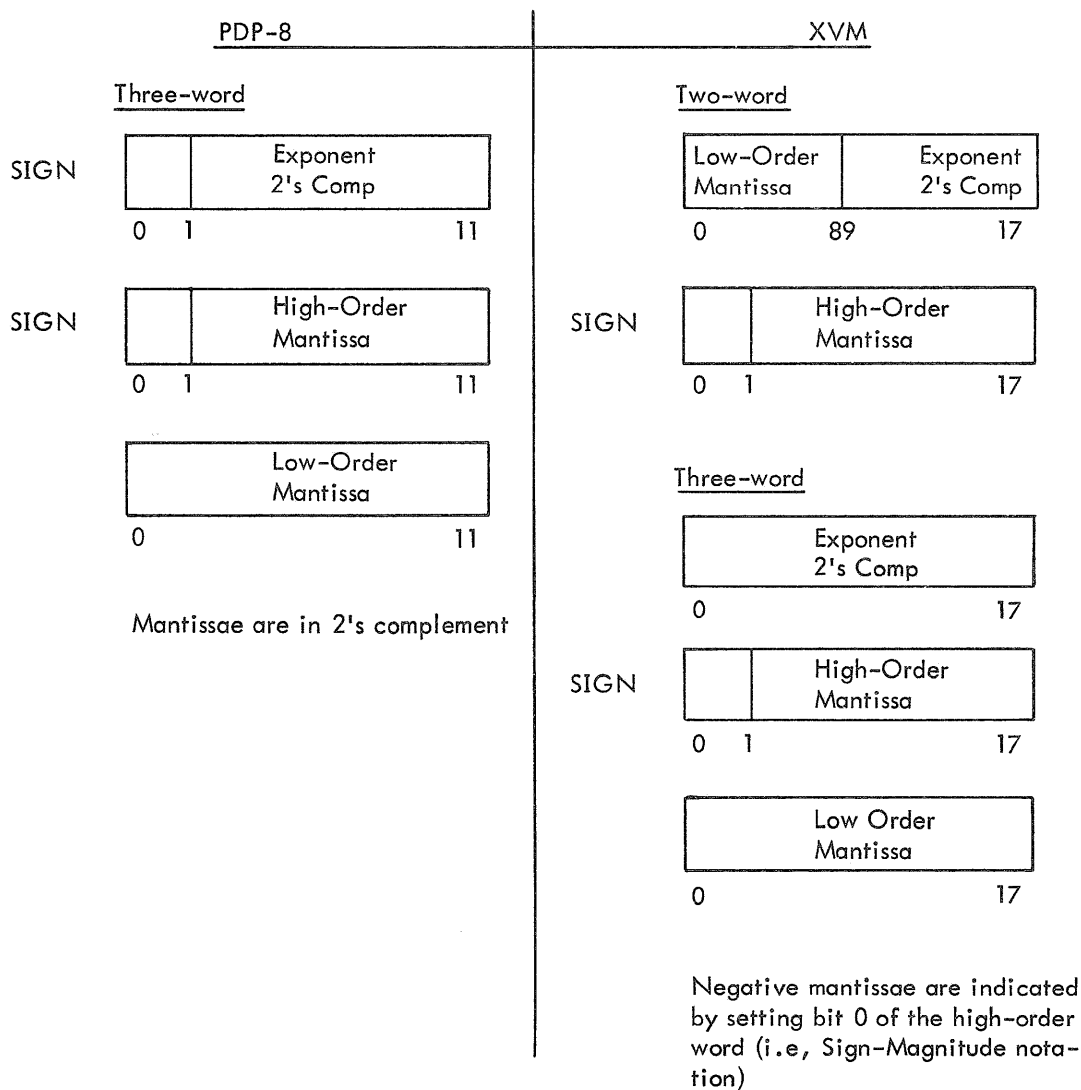 PDP-8
Three-word
SIGN
Exponent
2's Comp
0 1 11
SIGN
High-Order
Mantissa
0 1 11
Low-Order
Mantissa
0 11
Mantissae are in 2's complement
XVM
Two-word
Low-Order
Mantissa
Exponent
2's Comp
0 89 17
SIGN
High-Order
Mantissa
0 1 17
Three-word
Exponent
2's Comp
0 17
SIGN
High-Order
Mantissa
0 1 17
Low Order
Mantissa
0 17
Negative mantissae are indicated
by setting bit 0 of the high-order
word (i.e, Sign-Magnitude nota-
tion)